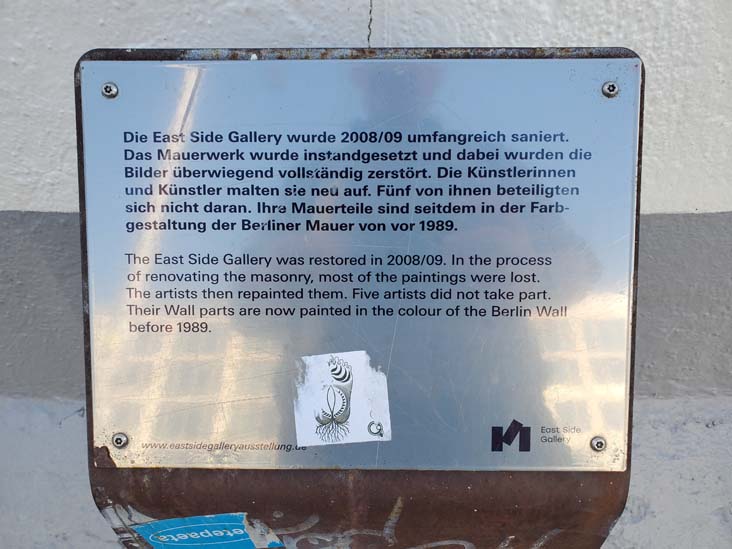 Die East Side Gallery wurde 2008/09 umfangreich saniert.
Das Mauerwerk wurde instandgesetzt und dabei wurden die
Bilder überwiegend vollständig zerstört. Die Künstlerinnen
und Künstler malten sie neu auf. Fünf von ihnen beteiligten
sich nicht daran. Ihre Mauerteile sind seitdem in der Farb-
gestaltung der Berliner Mauer von vor 1989.
The East Side Gallery was restored in 2008/09. In the process
of renovating the masonry, most of the paintings were lost.
The artists then repainted them. Five artists did not take part.
Their Wall parts are now painted in the colour of the Berlin Wall
before 1989.
www.eastsidegalleryausstellung.de
East Side
Gallery
etepaeta